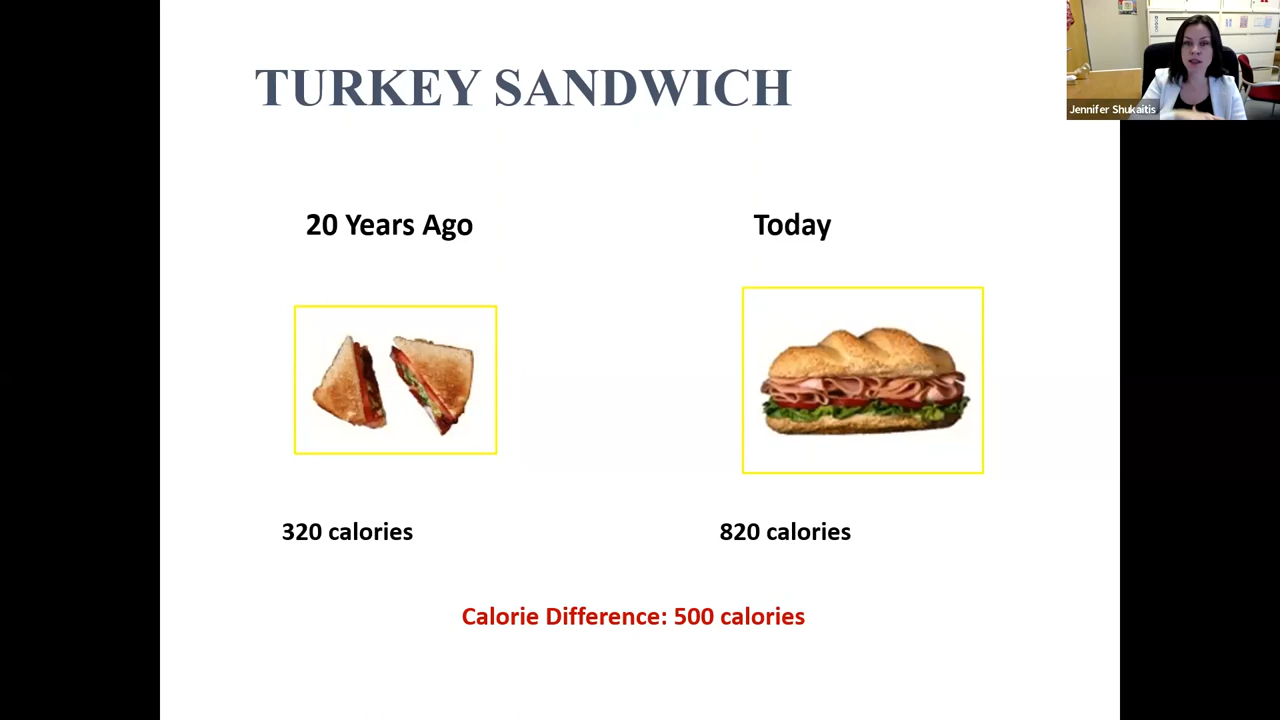 TURKEY SANDWICH
Jennifer Shukaitis
20 Years Ago
Today
320 calories
820 calories
Calorie Difference: 500 calories